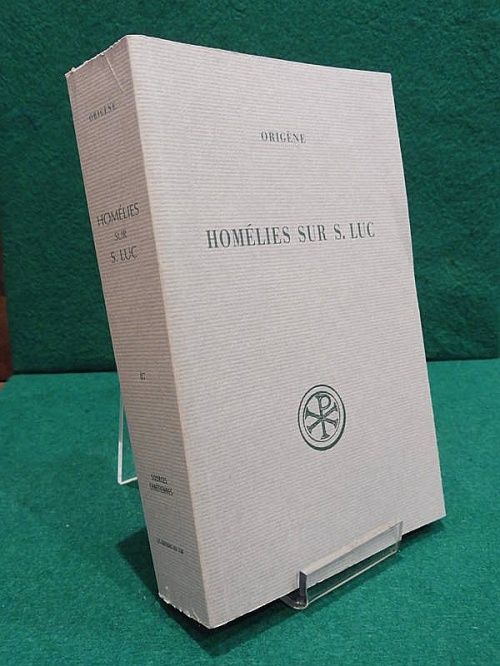 ORIGÈNE
HOMÉLIES
SUR
S. LUC
87
SOURCES
CHRÉTIENNES
ORIGÈNE
HOMÉLIES SUR S. LUC